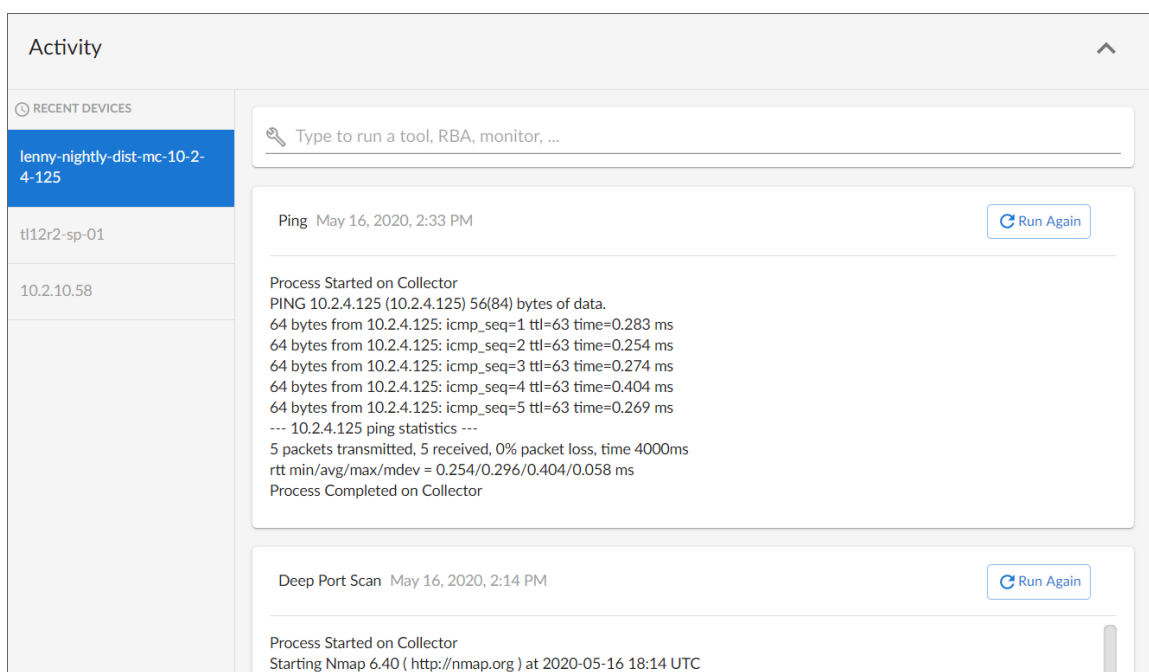 Activity
RECENT DEVICES
lenny-nightly-dist-mc-10-2-
4-125
tl12r2-sp-01
10.2.10.58
Type to run a tool, RBA, monitor, ...
Ping May 16, 2020, 2:33 PM
Run Again
Process Started on Collector
PING 10.2.4.125 (10.2.4.125) 56(84) bytes of data.
64 bytes from 10.2.4.125: icmp_seq=1 ttl=63 time=0.283 ms
64 bytes from 10.2.4.125: icmp_seq=2 ttl=63 time=0.254 ms
64 bytes from 10.2.4.125: icmp_seq=3 ttl=63 time=0.274 ms
64 bytes from 10.2.4.125: icmp_seq=4 ttl=63 time=0.404 ms
64 bytes from 10.2.4.125: icmp_seq=5 ttl=63 time=0.269 ms
--- 10.2.4.125 ping statistics ---
5 packets transmitted, 5 received, 0% packet loss, time 4000ms
rtt min/avg/max/mdev = 0.254/0.296/0.404/0.058 ms
Process Completed on Collector
Deep Port Scan May 16, 2020, 2:14 PM
Run Again
Process Started on Collector
Starting Nmap 6.40 ( http://nmap.org ) at 2020-05-16 18:14 UTC